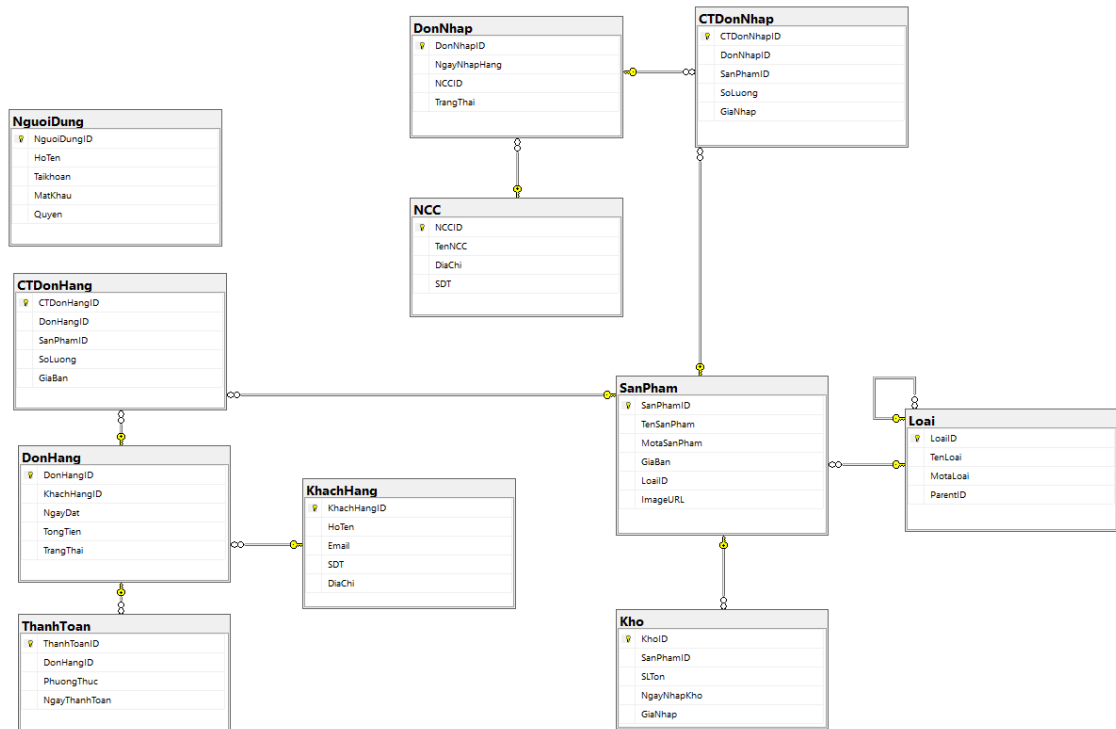 DonNhap
DonNhapID
NgayNhapHang
NCCID
TrangThai
CTDonNhap
CTDonNhapID
DonNhapID
SanPhamID
SoLuong
GiaNhap
NguoiDung
NguoiDungID
HoTen
Taikhoan
MatKhau
Quyen
NCC
NCCID
TenNCC
DiaChi
SDT
CTDonHang
CTDonHangID
DonHangID
SanPhamID
SoLuong
GiaBan
SanPham
SanPhamID
TenSanPham
MotaSanPham
GiaBan
LoaiID
ImageURL
Loai
LoaiID
TenLoai
MotaLoai
ParentID
DonHang
DonHangID
KhachHangID
NgayDat
TongTien
TrangThai
KhachHang
KhachHangID
HoTen
Email
SDT
DiaChi
ThanhToan
ThanhToanID
DonHangID
PhuongThuc
NgayThanhToan
Kho
KhoID
SanPhamID
SLTon
NgayNhapKho
GiaNhap